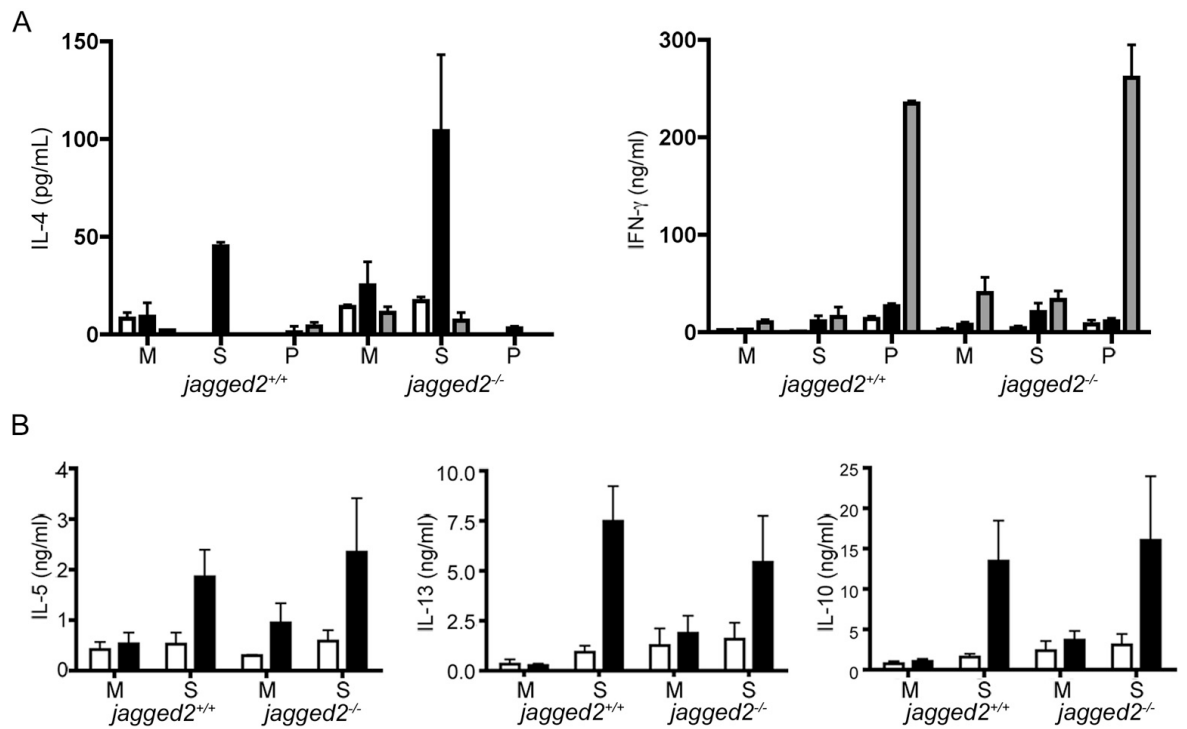 A
IL-4 (pg/mL)
150
100
50
0
M S P M S P
jagged2+/+ jagged2-/-
IFN-γ (ng/ml)
300
200
100
0
M S P M S P
jagged2+/+ jagged2-/-
B
IL-5 (ng/ml)
4
3
2
1
0
M S M S
jagged2+/+ jagged2-/-
IL-13 (ng/ml)
10.0
7.5
5.0
2.5
0.0
M S M S
jagged2+/+ jagged2-/-
IL-10 (ng/ml)
25
20
15
10
5
0
M S M S
jagged2+/+ jagged2-/-